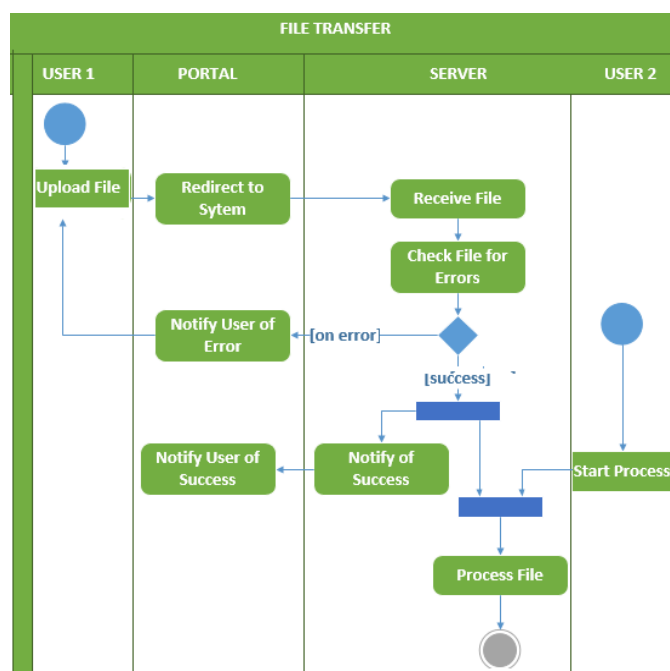 FILE TRANSFER
USER 1
PORTAL
SERVER
USER 2
Upload File
Redirect to
Sytem
Receive File
Check File for
Errors
Notify User of
Error
[on error]
[success]
Notify User of
Success
Notify of
Success
Start Process
Process File